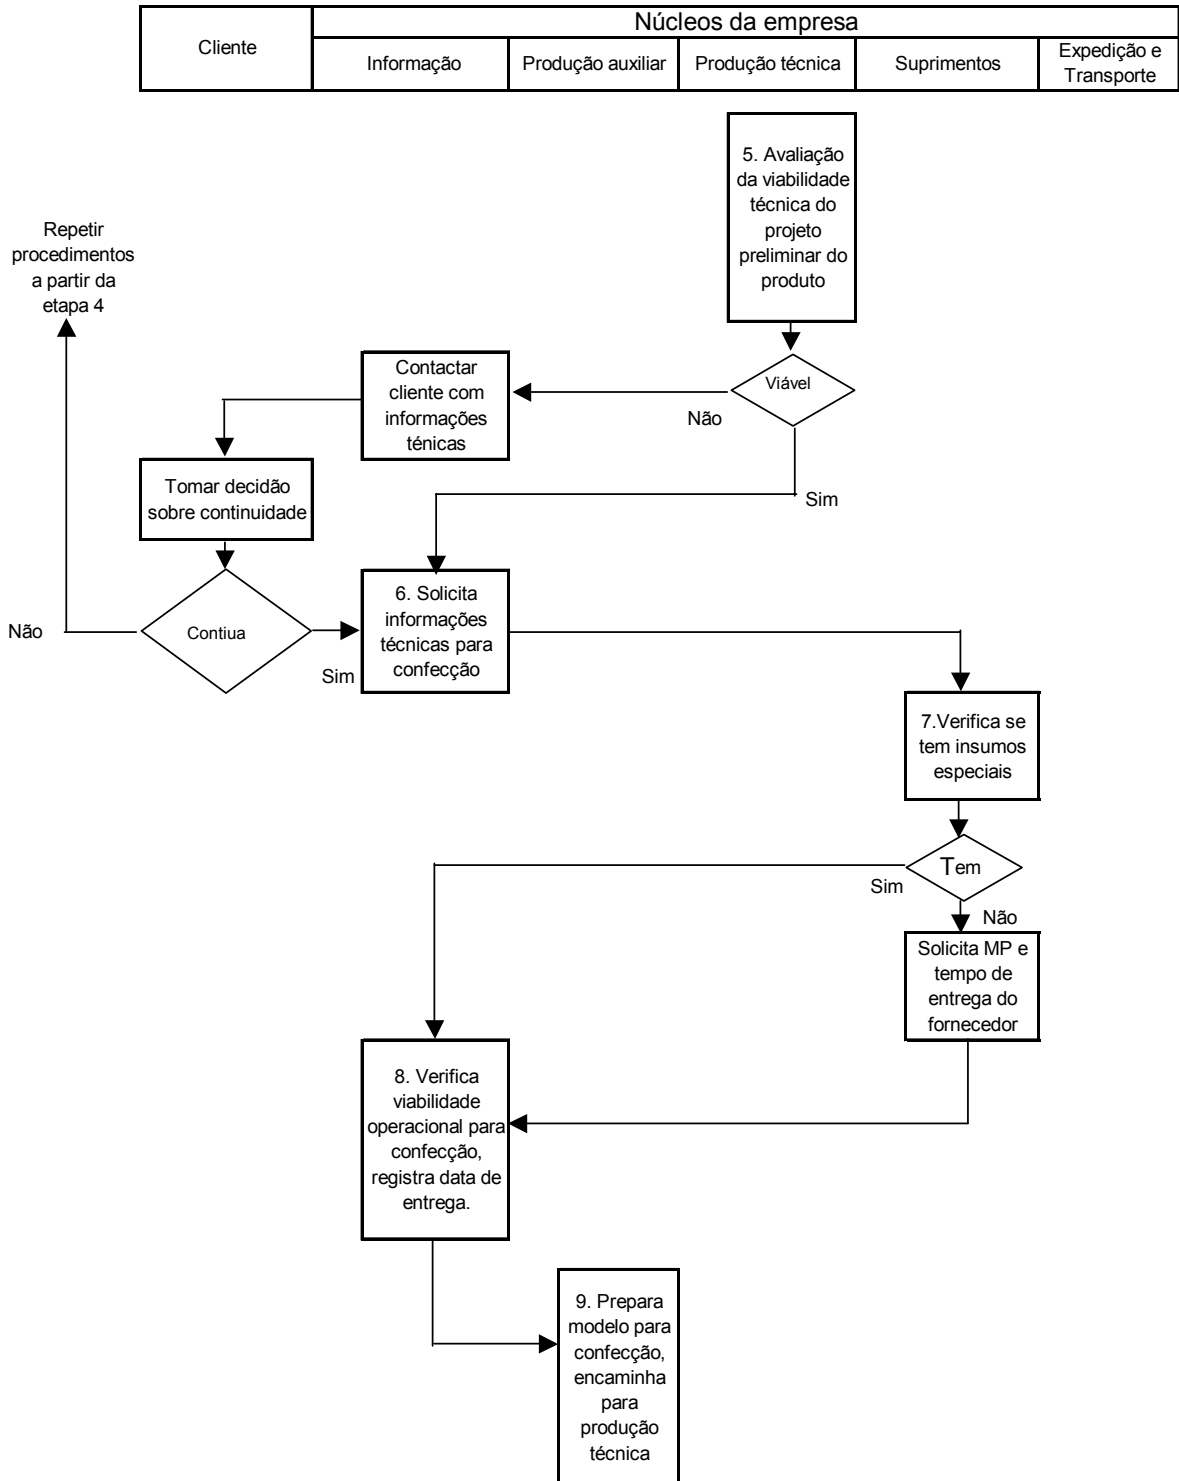 Núcleos da empresa
Cliente
Informação
Produção auxiliar
Produção técnica
Suprimentos
Expedição e
Transporte
5. Avaliação
da viabilidade
técnica do
projeto
preliminar do
produto
Repetir
procedimentos
a partir da
etapa 4
Viável
Não
Sim
Contactar
cliente com
informações
ténicas
Tomar decidão
sobre continuidade
Contiua
Não
Sim
6. Solicita
informações
técnicas para
confecção
7.Verifica se
tem insumos
especiais
Tem
Sim
Não
Solicita MP e
tempo de
entrega do
fornecedor
8. Verifica
viabilidade
operacional para
confecção,
registra data de
entrega.
9. Prepara
modelo para
confecção,
encaminha
para
produção
técnica